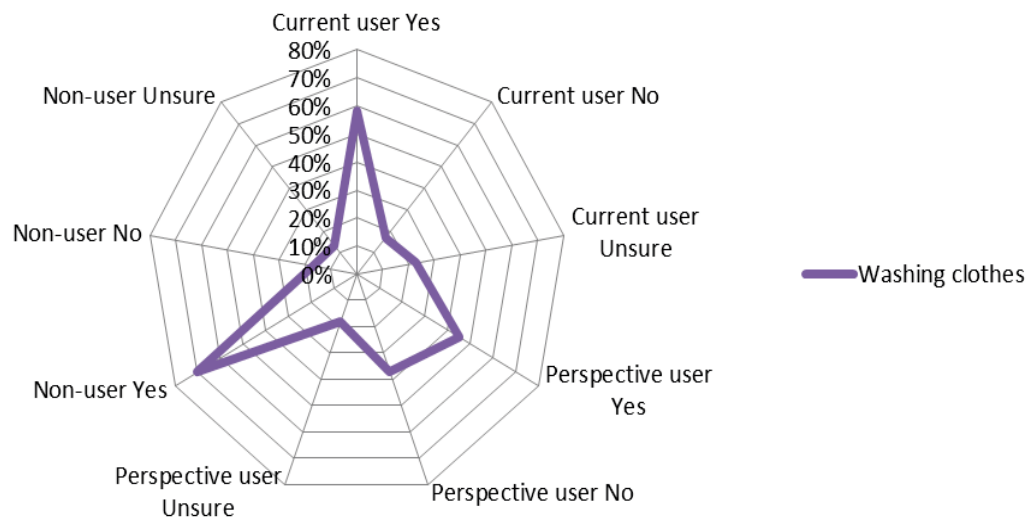 Current user Yes
80%
70%
60%
50%
40%
30%
20%
10%
0%
Current user No
Current user
Unsure
Perspective user
Yes
Perspective user No
Perspective user
Unsure
Non-user Yes
Non-user No
Non-user Unsure
Washing clothes